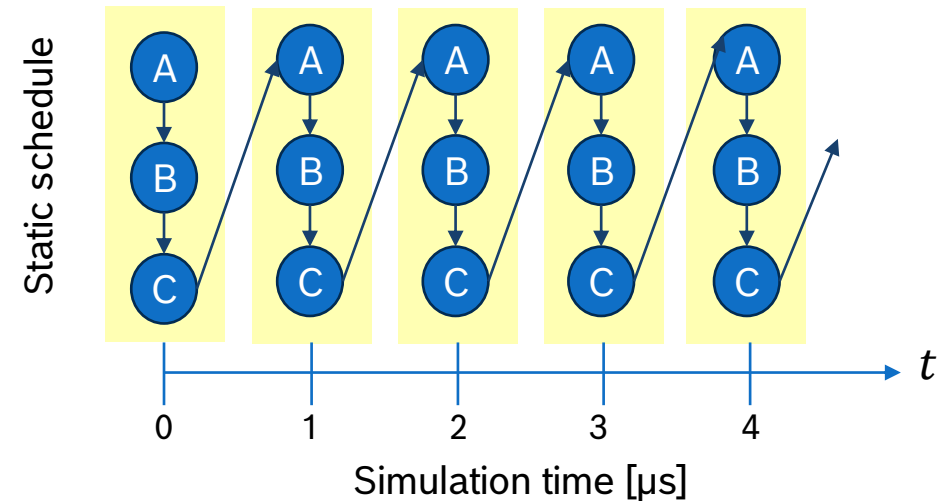 Static schedule
A A A A A
B B B B B
C C C C C
t
0 1 2 3 4
Simulation time [µs]